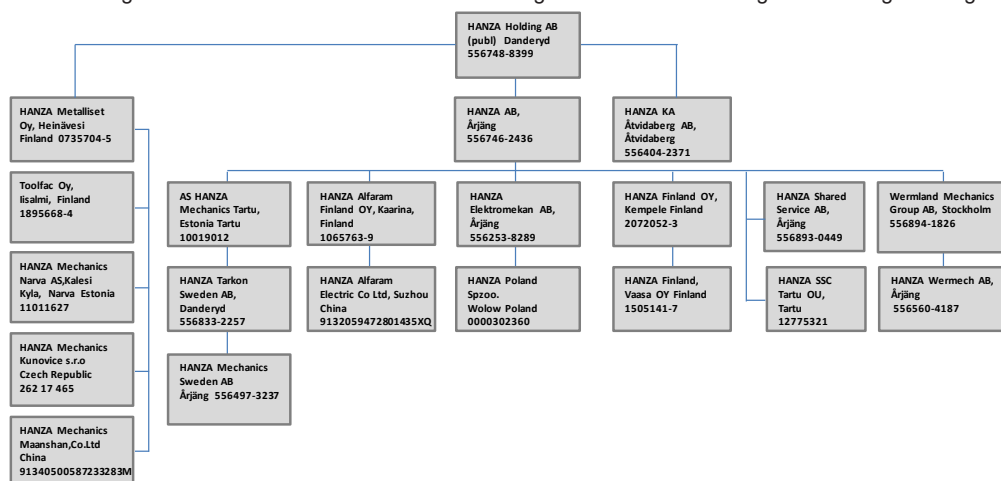 HANZA Holding AB
(publ) Danderyd
556748-8399
HANZA Metalliset
Oy, Heinävesi
Finland 0735704-5
HANZA AB,
Årjäng
556746-2436
HANZA KA
Åtvidaberg AB,
Åtvidaberg
556404-2371
Toolfac Oy,
Iisalmi, Finland
1895668-4
AS HANZA
Mechanics Tartu,
Estonia Tartu
10019012
HANZA Alfaram
Finland OY, Kaarina,
Finland
1065763-9
HANZA
Elektromekan AB,
Årjäng
556253-8289
HANZA Finland OY,
Kempele Finland
2072052-3
HANZA Shared
Service AB,
Årjäng
556893-0449
Wermland Mechanics
Group AB, Stockholm
556894-1826
HANZA Mechanics
Narva AS,Kalesi
Kyla, Narva Estonia
11011627
HANZA Tarkon
Sweden AB,
Danderyd
556833-2257
HANZA Alfaram
Electric Co Ltd, Suzhou
China
9132059472801435XQ
HANZA Poland
Spzoo.
Wolow Poland
0000302360
HANZA Finland,
Vaasa OY Finland
1505141-7
HANZA SSC
Tartu OU,
Tartu
12775321
HANZA Wermech AB,
Årjäng
556560-4187
HANZA Mechanics
Kunovice s.r.o
Czech Republic
262 17 465
HANZA Mechanics
Sweden AB
Årjäng 556497-3237
HANZA Mechanics
Maanshan,Co.Ltd
China
91340500587233283M